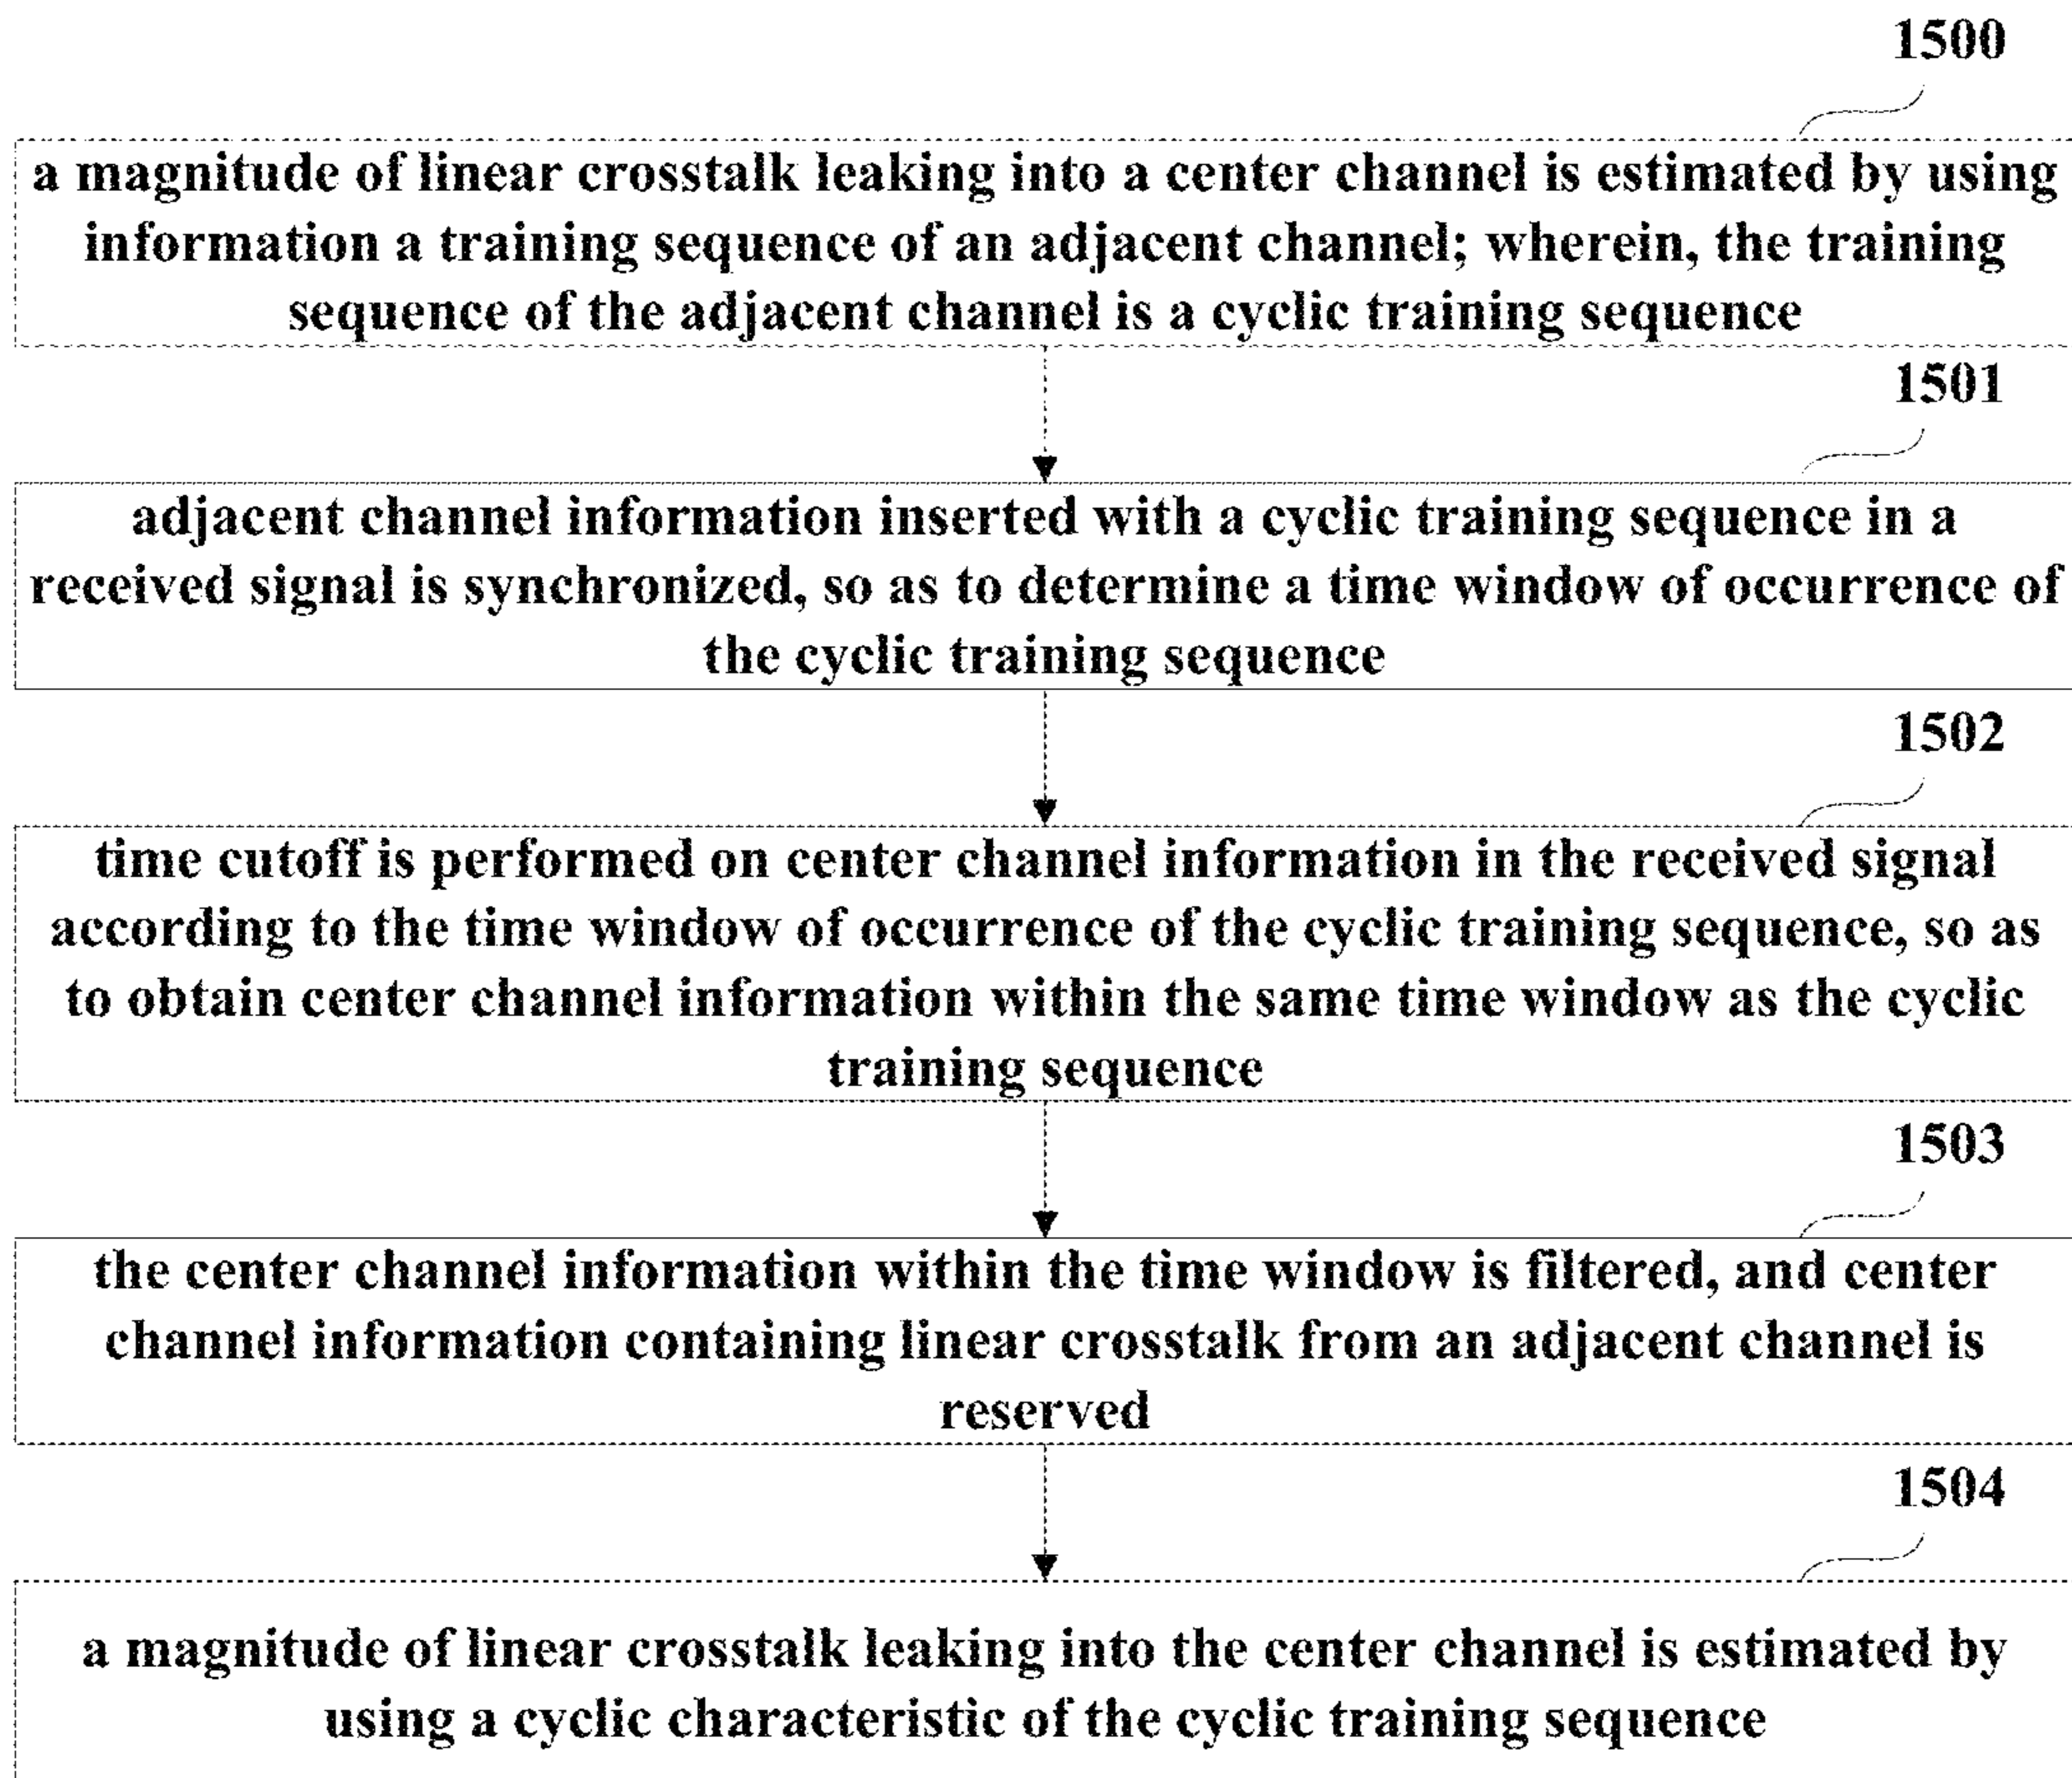 1500
a magnitude of linear crosstalk leaking into a center channel is estimated by using
information a training sequence of an adjacent channel; wherein, the training
sequence of the adjacent channel is a cyclic training sequence
1501
adjacent channel information inserted with a cyclic training sequence in a
received signal is synchronized, so as to determine a time window of occurrence of
the cyclic training sequence
1502
time cutoff is performed on center channel information in the received signal
according to the time window of occurrence of the cyclic training sequence, so as
to obtain center channel information within the same time window as the cyclic
training sequence
1503
the center channel information within the time window is filtered, and center
channel information containing linear crosstalk from an adjacent channel is
reserved
1504
a magnitude of linear crosstalk leaking into the center channel is estimated by
using a cyclic characteristic of the cyclic training sequence